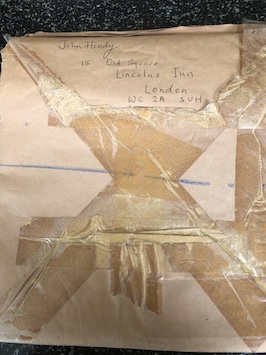 John Hendy
15 Old Square
Lincolns Inn
London
WC 2A 3UH